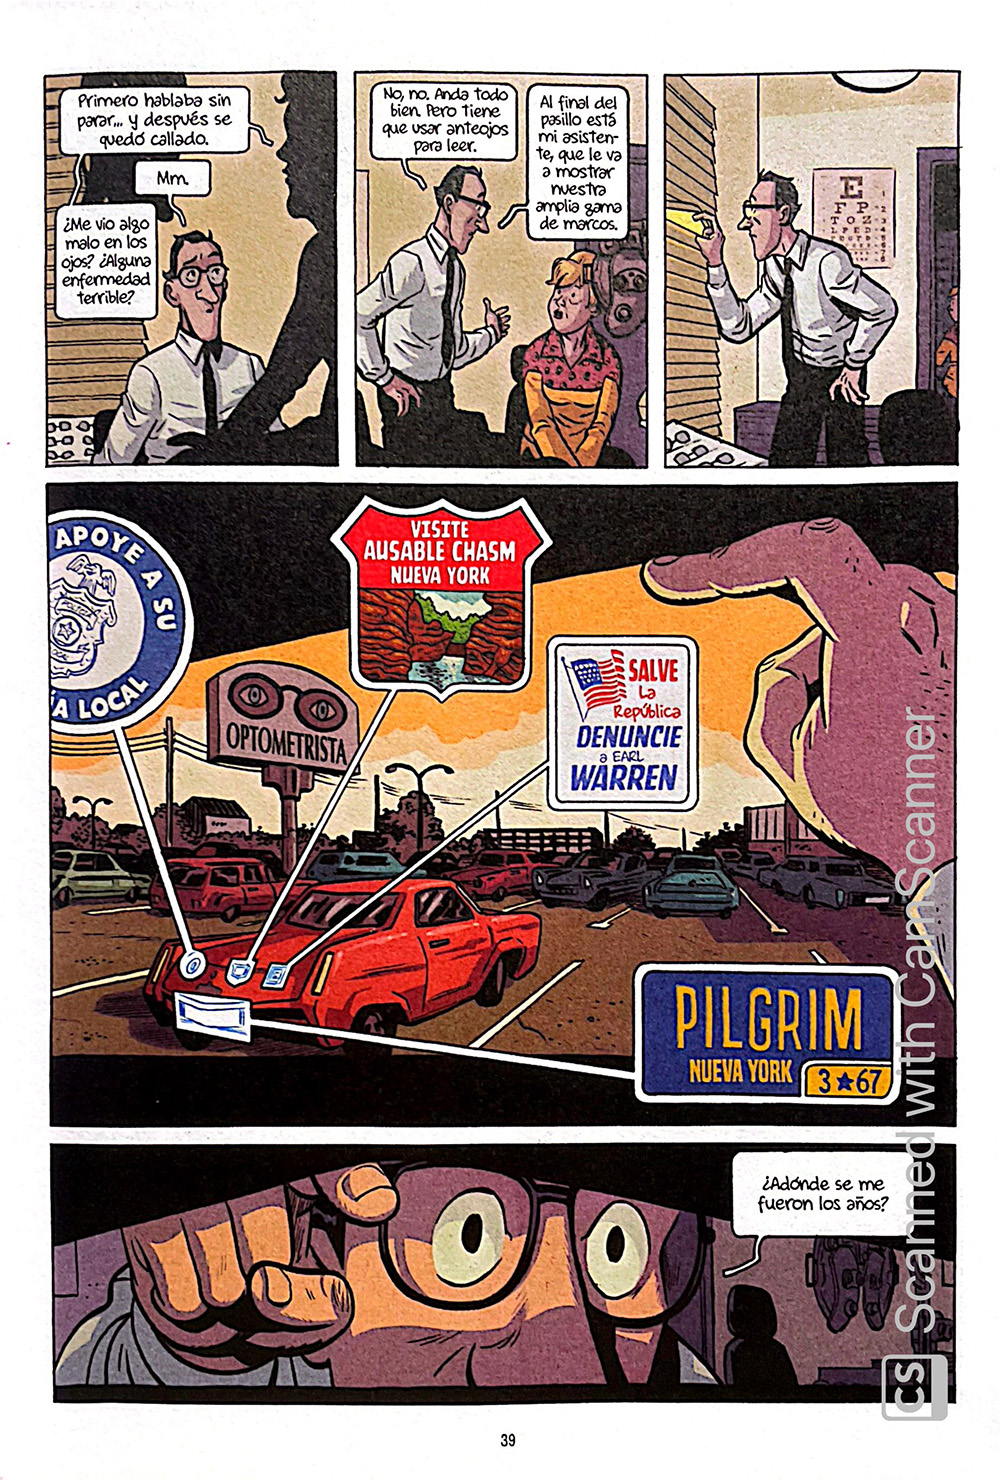 Primero hablaba sin
parar... y después se
quedó callado.
Mm.
¿Me vio algo
malo en los
ojos? ¿Alguna
enfermedad
terrible?
No, no. Anda todo
bien. Pero tiene
que usar anteojos
para leer.
Al final del
pasillo está
mi asisten-
te, que le va
a mostrar
nuestra
amplia gama
de marcos.
E
F P
T O Z
L P E D
APOYE A SU
ÍA LOCAL
VISITE
AUSABLE CHASM
NUEVA YORK
OPTOMETRISTA
SALVE
La
República
DENUNCIE
a EARL
WARREN
PILGRIM
NUEVA YORK
3★67
¿Adónde se me
fueron los años?
39
CS Scanned with CamScanner